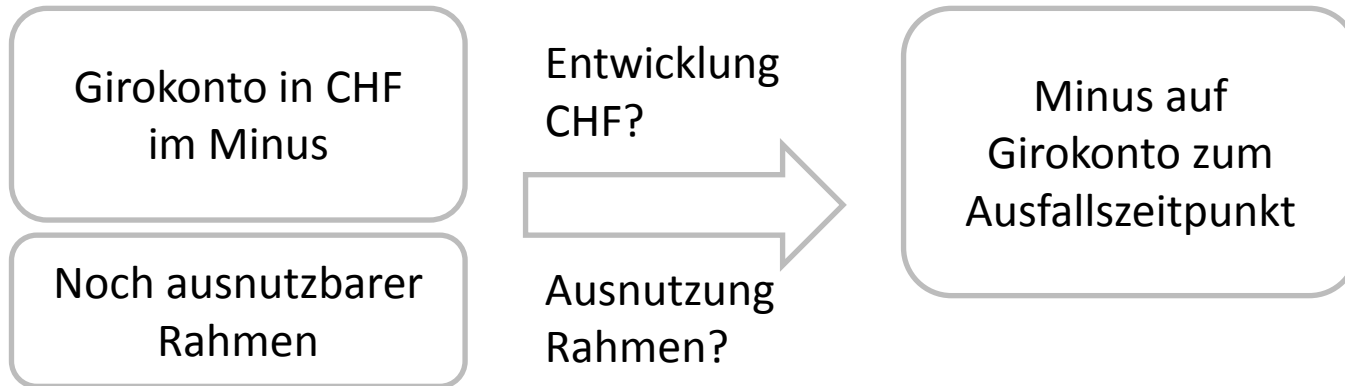 Girokonto in CHF
im Minus
Noch ausnutzbarer
Rahmen
Entwicklung
CHF?
Ausnutzung
Rahmen?
Minus auf
Girokonto zum
Ausfallszeitpunkt